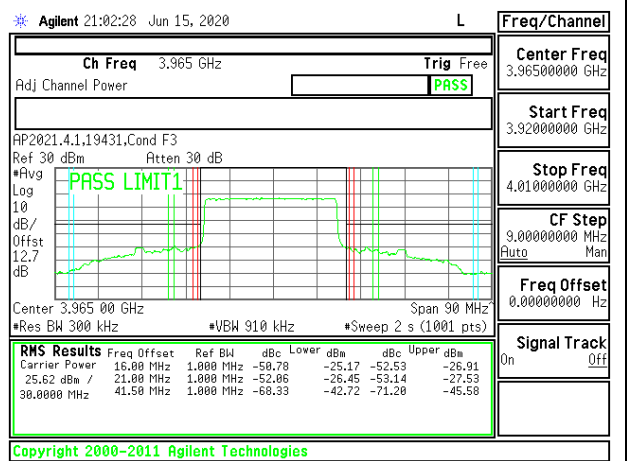 Agilent 21:02:28 Jun 15, 2020 L
Freq/Channel
Ch Freq 3.965 GHz Trig Free
Adj Channel Power PASS
Center Freq
3.96500000 GHz
Start Freq
3.92000000 GHz
Stop Freq
4.01000000 GHz
CF Step
9.00000000 MHz
Auto Man
Freq Offset
0.00000000 Hz
Signal Track
On Off
AP2021.4.1,19431,Cond F3
Ref 30 dBm Atten 30 dB
#Avg
Log
10
dB/
Offst
12.7
dB
PASS LIMIT1
Center 3.965 00 GHz Span 90 MHz^
#Res BW 300 kHz #VBW 910 kHz #Sweep 2 s (1001 pts)
RMS Results Freq Offset Ref BW dBc Lower dBm dBc Upper dBm
Carrier Power 16.00 MHz 1.000 MHz -50.78 -25.17 -52.53 -26.91
25.62 dBm / 21.00 MHz 1.000 MHz -52.06 -26.45 -53.14 -27.53
30.0000 MHz 41.50 MHz 1.000 MHz -68.33 -42.72 -71.20 -45.58
Copyright 2000-2011 Agilent Technologies